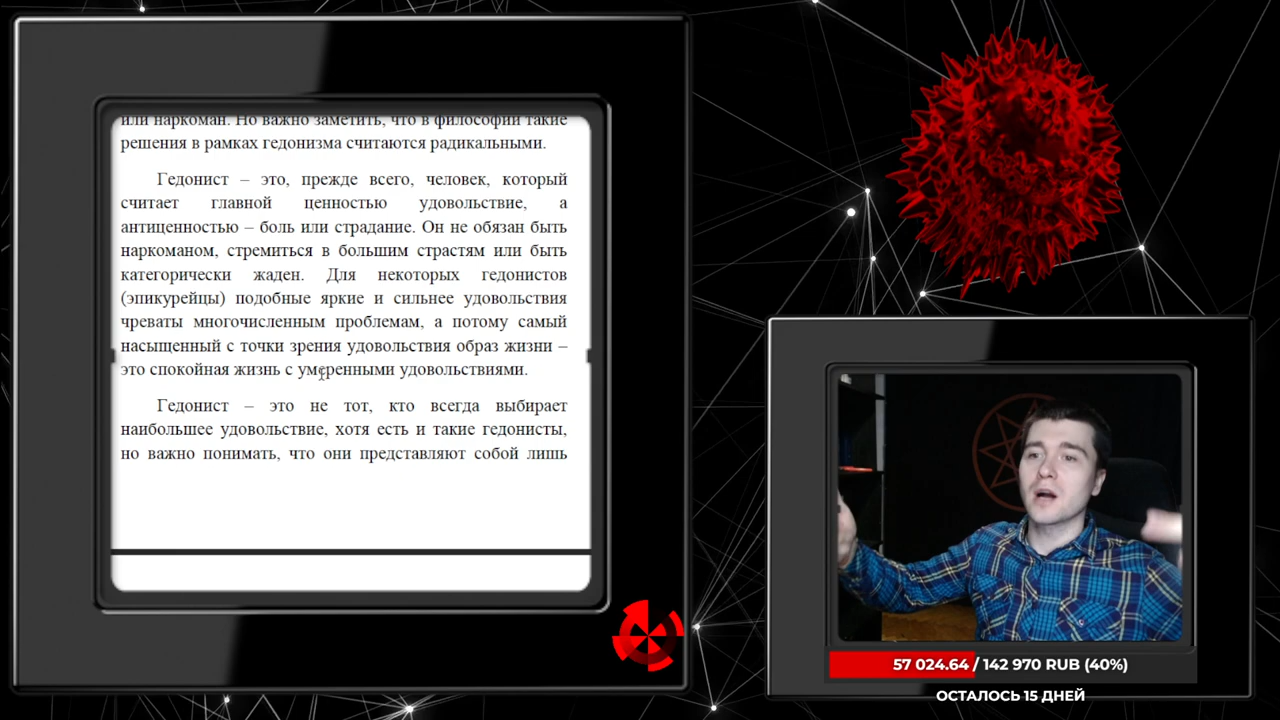 или наркоман. Но важно заметить, что в философии такие
решения в рамках гедонизма считаются радикальными.
Гедонист – это, прежде всего, человек, который
считает главной ценностью удовольствие, а
антиценностью – боль или страдание. Он не обязан быть
наркоманом, стремиться в большим страстям или быть
категорически жаден. Для некоторых гедонистов
(эпикурейцы) подобные яркие и сильнее удовольствия
чреваты многочисленным проблемам, а потому самый
насыщенный с точки зрения удовольствия образ жизни –
это спокойная жизнь с умеренными удовольствиями.
Гедонист – это не тот, кто всегда выбирает
наибольшее удовольствие, хотя есть и такие гедонисты,
но важно понимать, что они представляют собой лишь
57 024.64 / 142 970 RUB (40%)
ОСТАЛОСЬ 15 ДНЕЙ